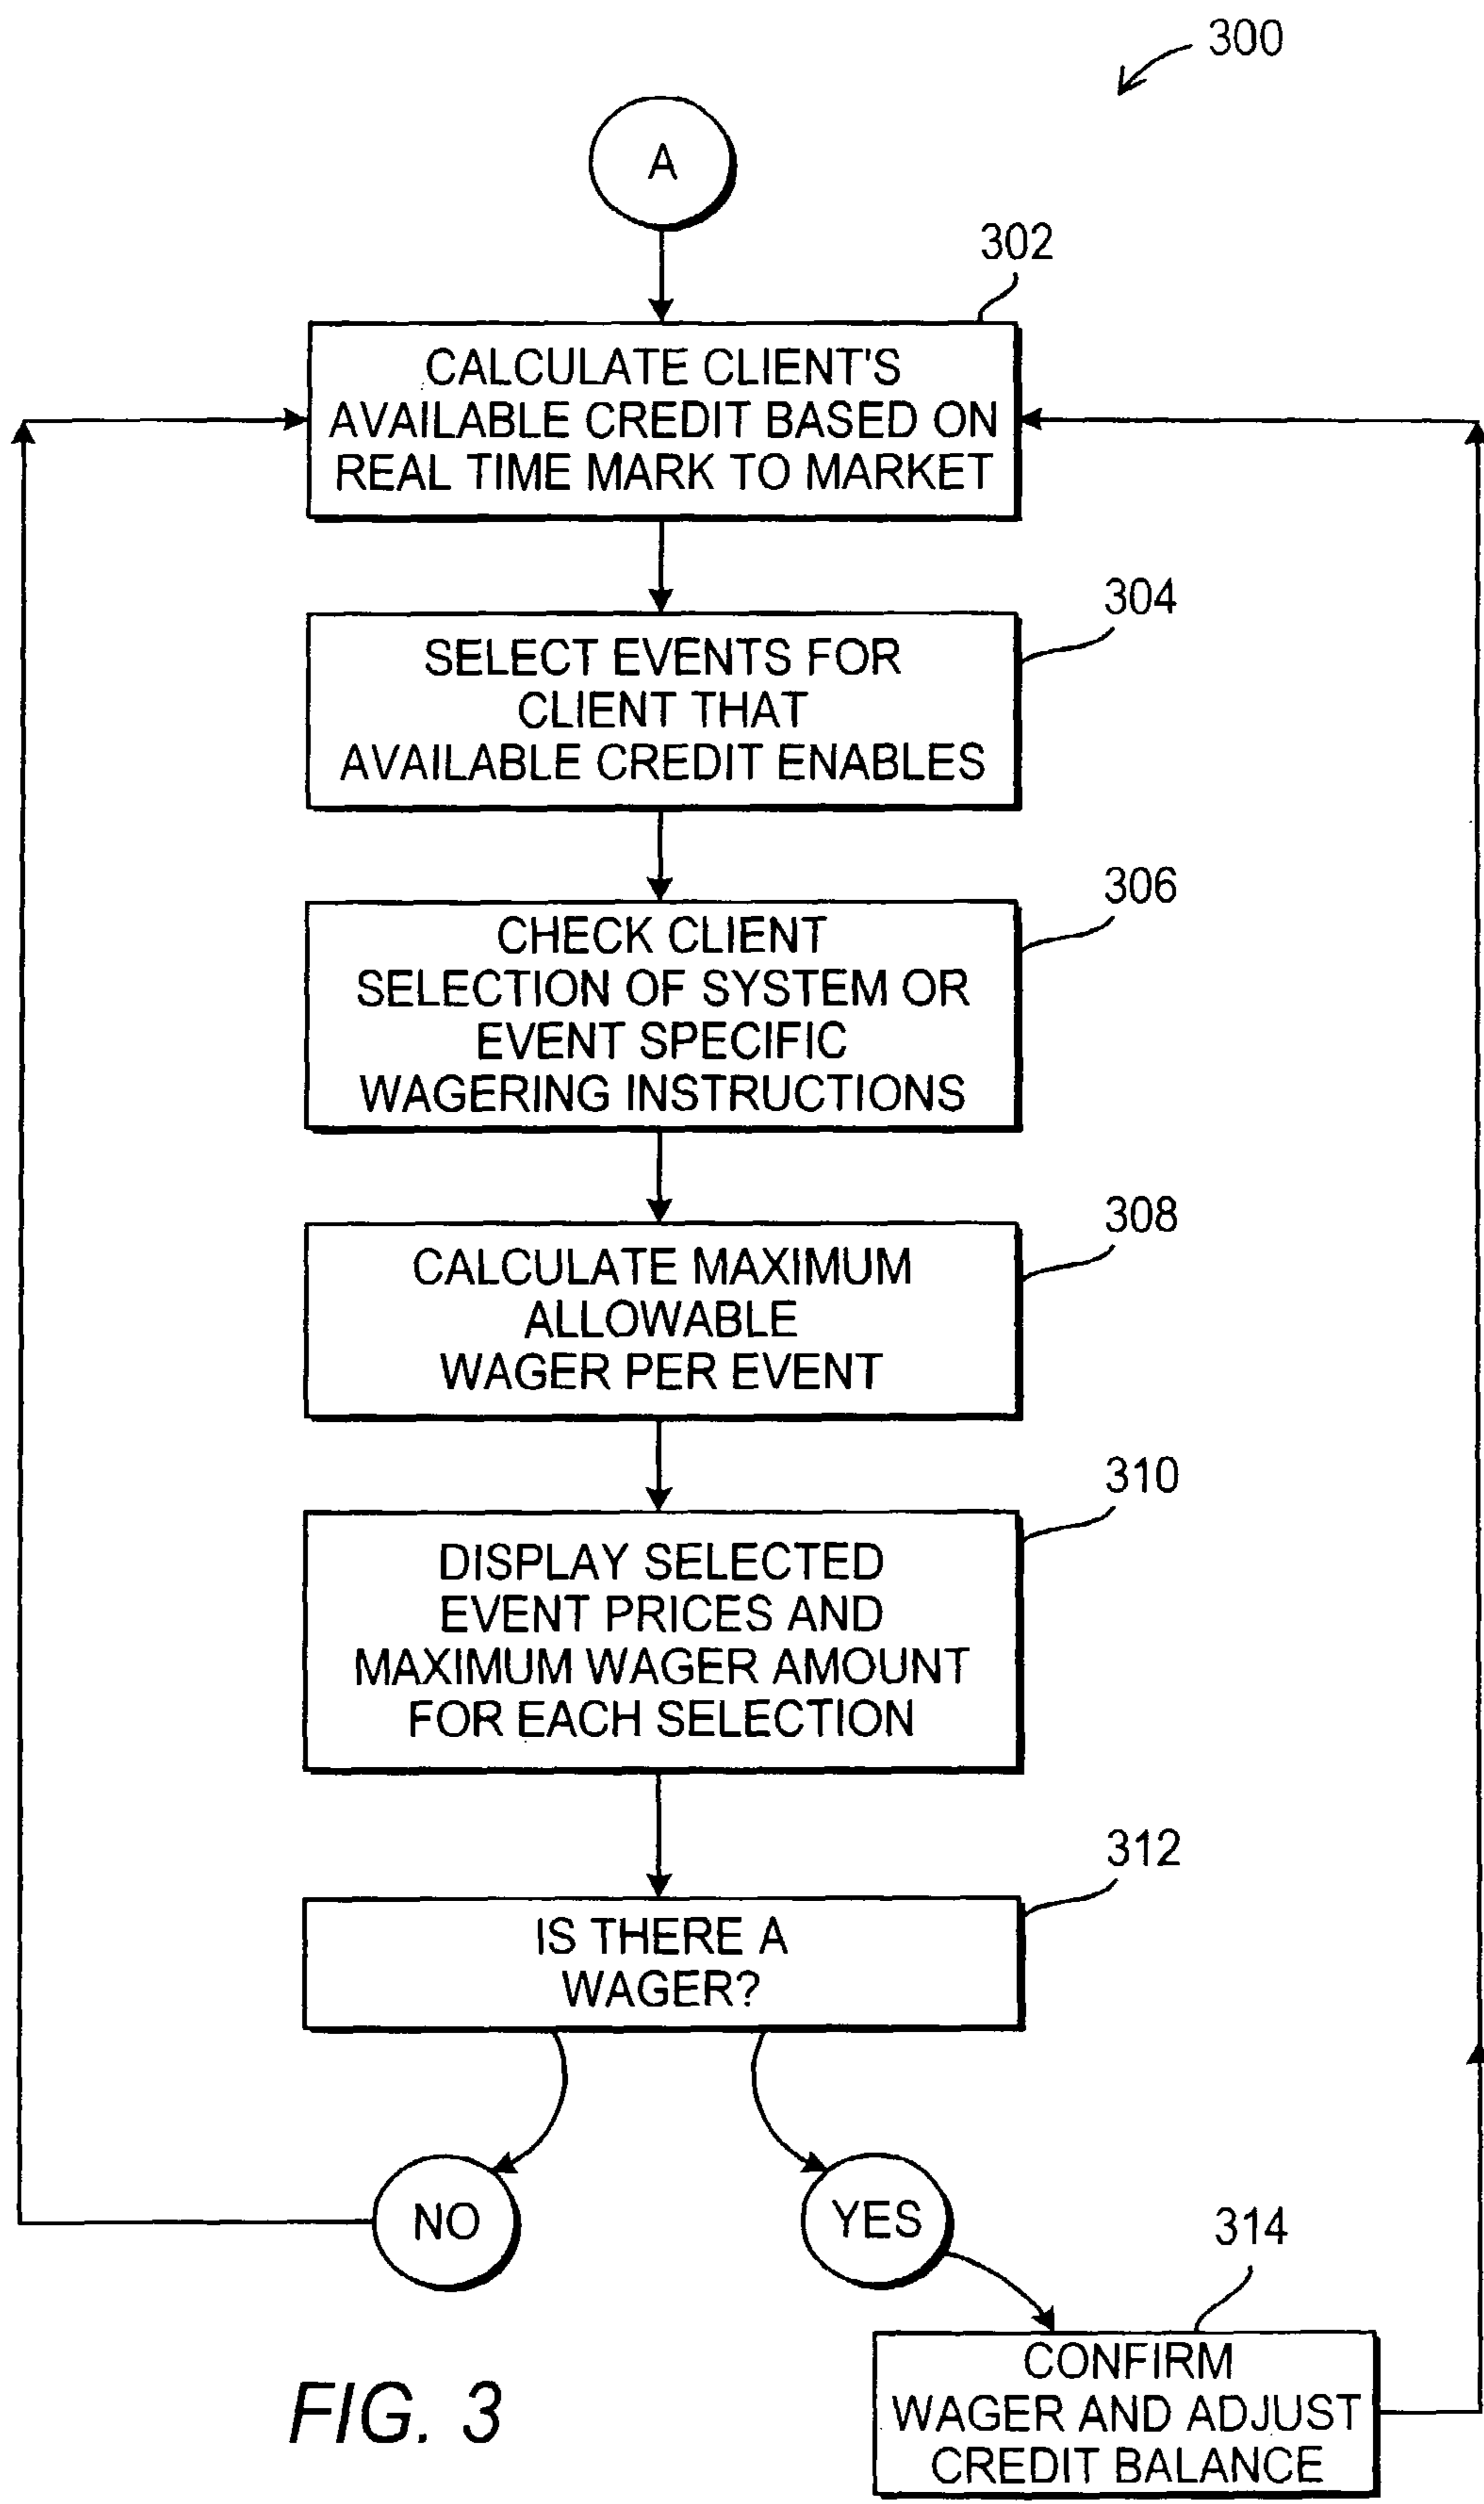 300
A
302
CALCULATE CLIENT'S
AVAILABLE CREDIT BASED ON
REAL TIME MARK TO MARKET
304
SELECT EVENTS FOR
CLIENT THAT
AVAILABLE CREDIT ENABLES
306
CHECK CLIENT
SELECTION OF SYSTEM OR
EVENT SPECIFIC
WAGERING INSTRUCTIONS
308
CALCULATE MAXIMUM
ALLOWABLE
WAGER PER EVENT
310
DISPLAY SELECTED
EVENT PRICES AND
MAXIMUM WAGER AMOUNT
FOR EACH SELECTION
312
IS THERE A
WAGER?
NO
YES
314
CONFIRM
WAGER AND ADJUST
CREDIT BALANCE
FIG. 3